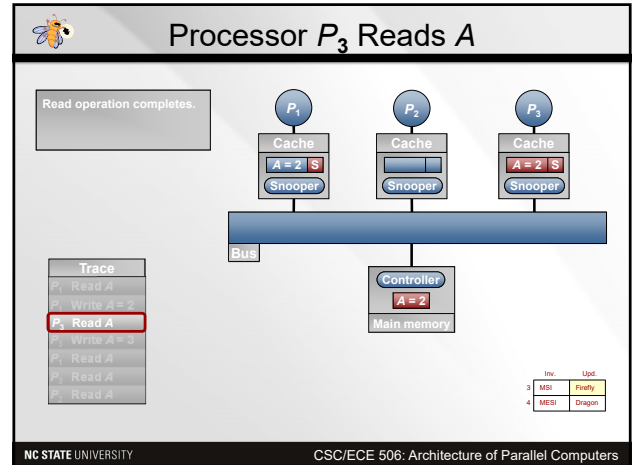 Processor P3 Reads A
Read operation completes.
P1
P2
P3
Cache
Cache
Cache
A = 2 S
A = 2 S
Snooper
Snooper
Snooper
Bus
Controller
A = 2
Main memory
Trace
P1 Read A
P1 Write A = 2
P3 Read A
P3 Write A = 3
P1 Read A
Read A
P2 Read A
Inv. Upd.
3 MSI Firefly
4 MESI Dragon
NC STATE UNIVERSITY
CSC/ECE 506: Architecture of Parallel Computers